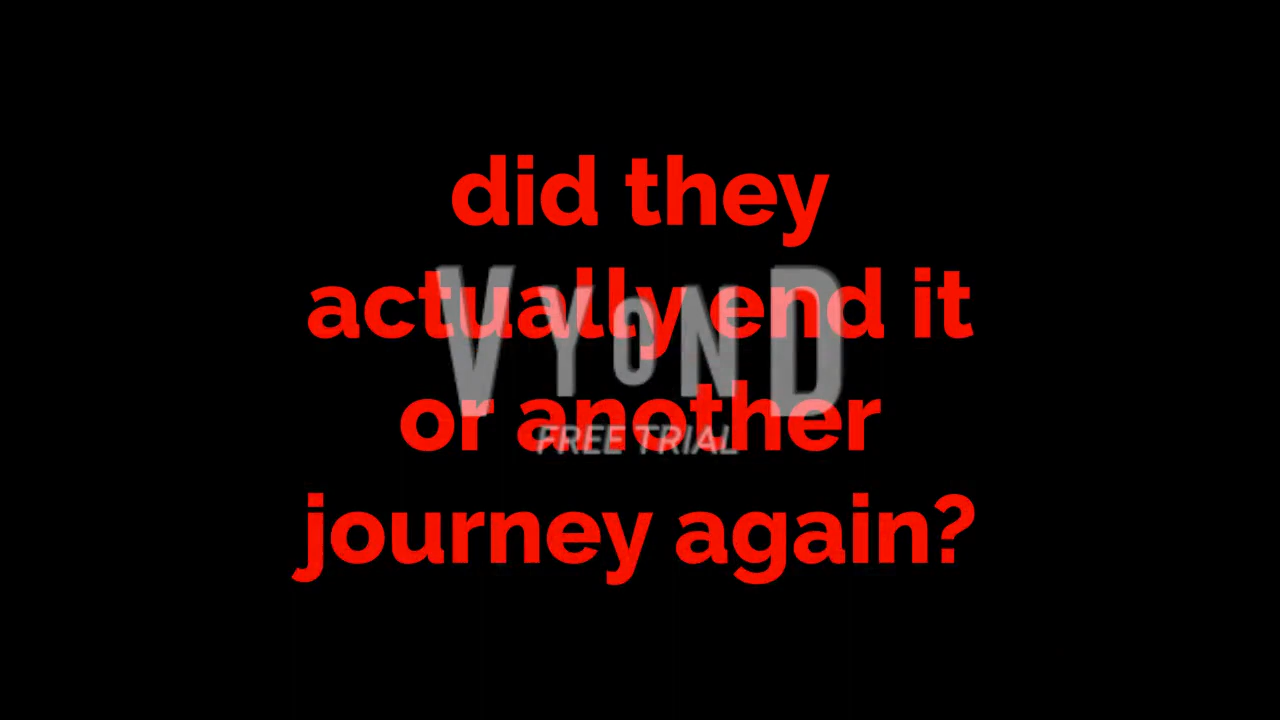 did they
actually end it
or another
journey again?
VYOND
FREE TRIAL